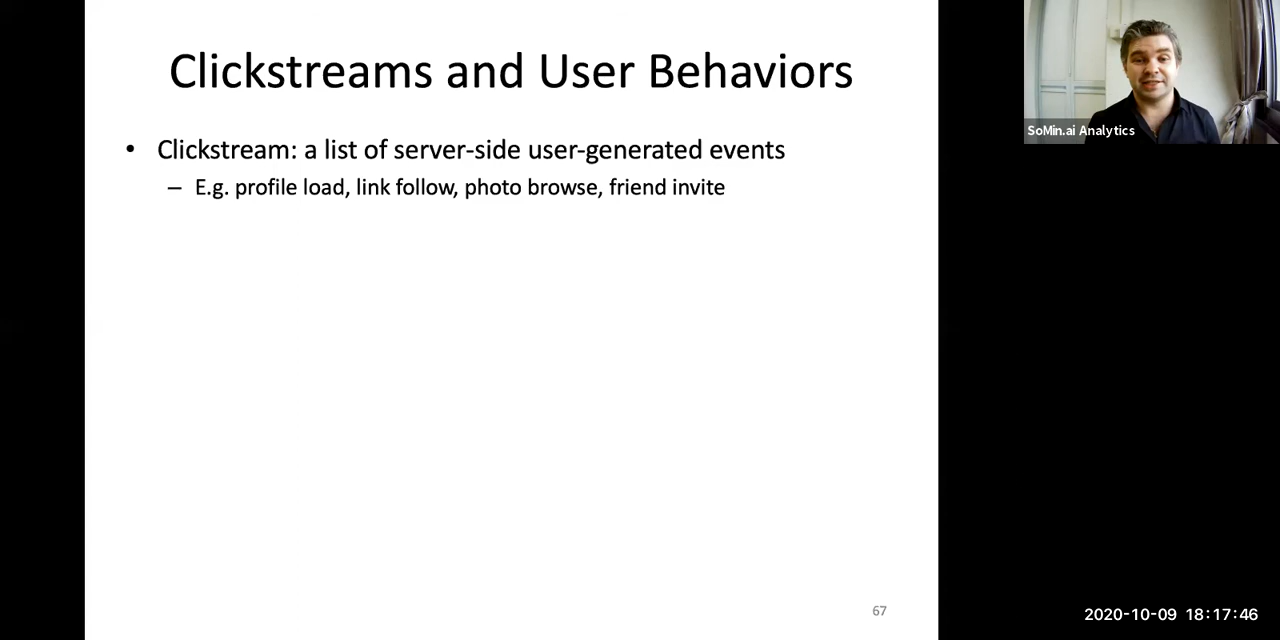 Clickstreams and User Behaviors
SoMin.ai Analytics
• Clickstream: a list of server-side user-generated events
– E.g. profile load, link follow, photo browse, friend invite
67
2020-10-09 18:17:46